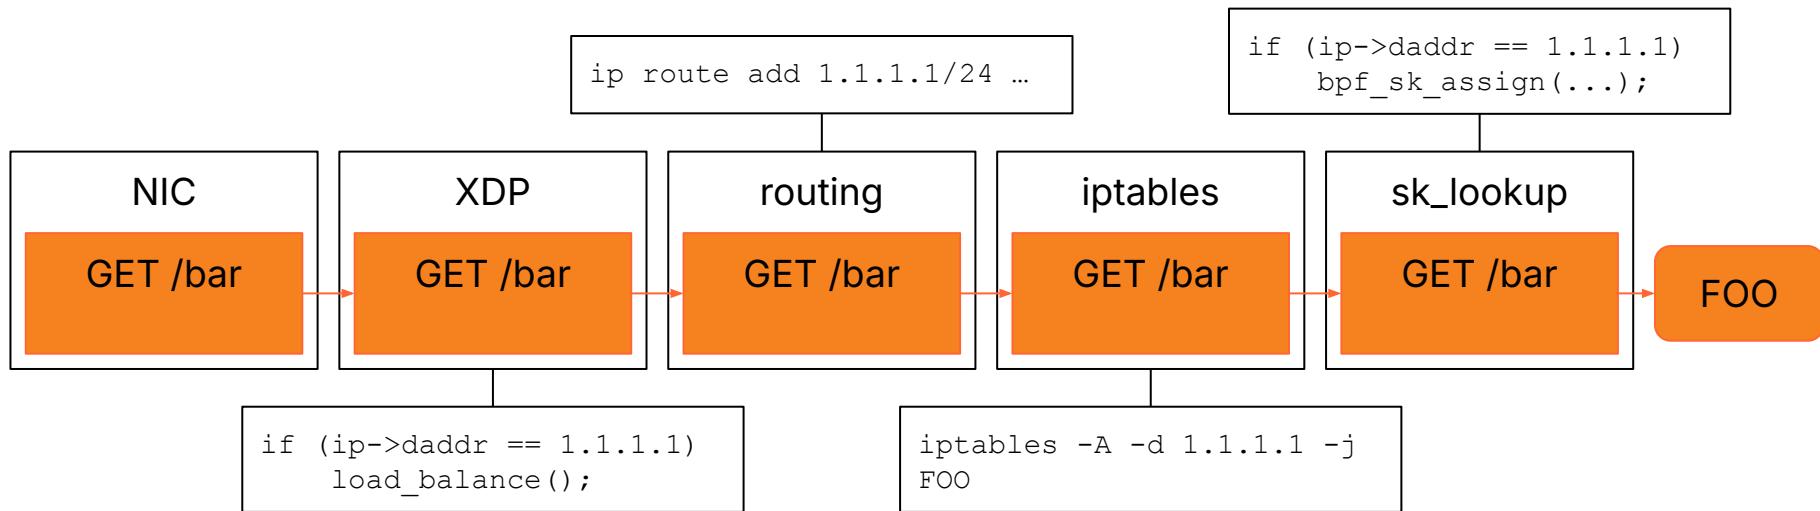 ip route add 1.1.1.1/24 …
if (ip->daddr == 1.1.1.1)
bpf_sk_assign(...);
NIC
XDP
routing
iptables
sk_lookup
GET /bar
GET /bar
GET /bar
GET /bar
GET /bar
FOO
if (ip->daddr == 1.1.1.1)
load_balance();
iptables -A -d 1.1.1.1 -j
FOO